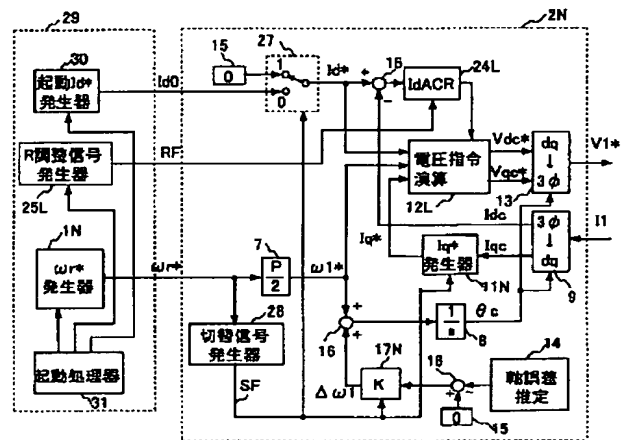 29
30
起動Id*
発生器
Id0
R調整信号
発生器
25L
RF
1N
ωr*
発生器
ωr*
起動処理器
31
2N
15
0
27
1
0
Id*
+
16
-
24L
IdACR
電圧指令
演算
12L
Vdc*
Vqc*
dq
↓
3φ
13
V1*
Idc
3φ
↓
dq
9
I1
Iqc
Iq*
Iq*
発生器
11N
7
P
2
ω1*
+
+
16
1
s
8
θc
切替信号
発生器
28
SF
Δω1
17N
K
16
+
-
0
15
14
軸誤差
推定